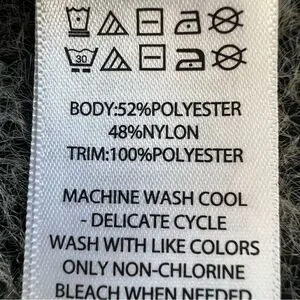 30
BODY:52%POLYESTER
48%NYLON
TRIM:100%POLYESTER
MACHINE WASH COOL
- DELICATE CYCLE
WASH WITH LIKE COLORS
ONLY NON-CHLORINE
BLEACH WHEN NEEDED